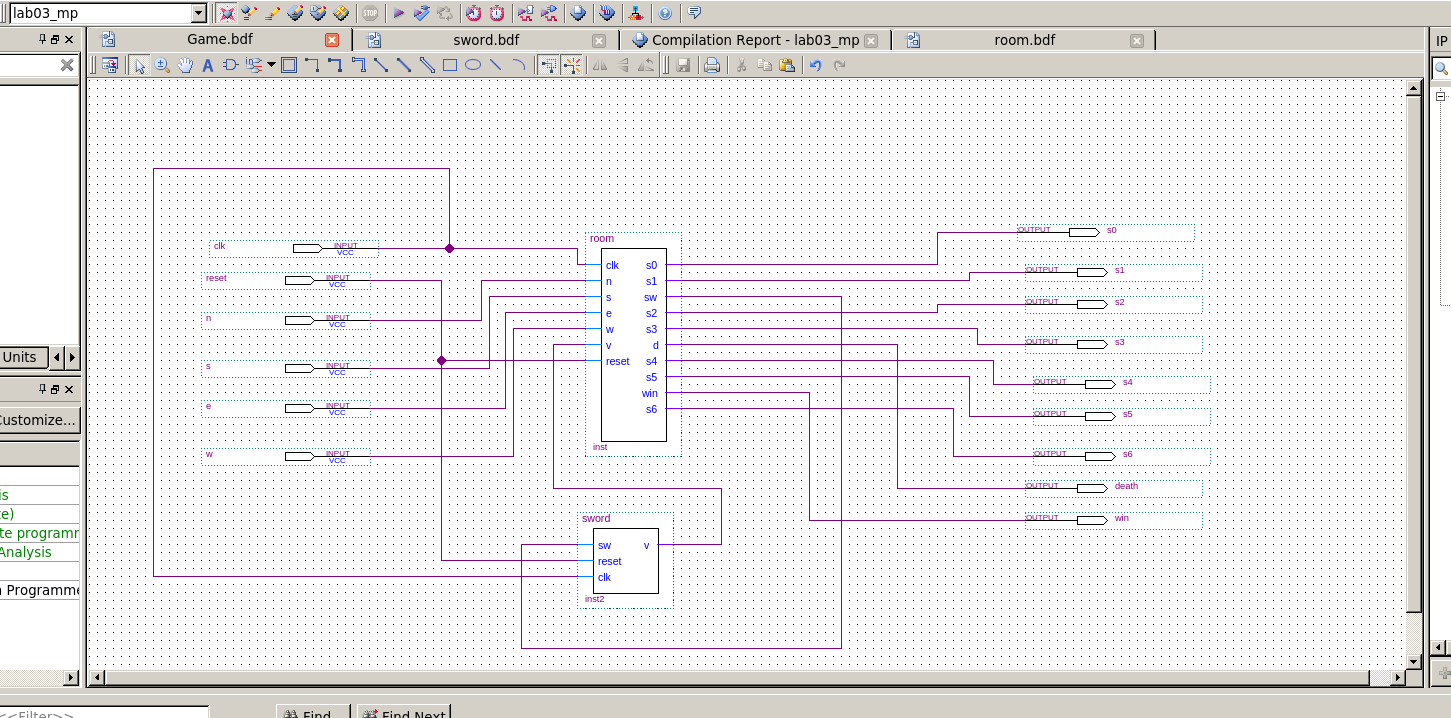 lab03_mp
STOP
Game.bdf
sword.bdf
Compilation Report - lab03_mp
room.bdf
IP
A
Units
Customize...
is
te)
te programm
Analysis
n Programme
clk
INPUT
VCC
reset
INPUT
VCC
n
INPUT
VCC
s
INPUT
VCC
e
INPUT
VCC
w
INPUT
VCC
room
clk s0
n s1
s sw
e s2
w s3
v d
reset s4
s5
win
s6
inst
sword
sw v
reset
clk
inst2
OUTPUT s0
OUTPUT s1
OUTPUT s2
OUTPUT s3
OUTPUT s4
OUTPUT s5
OUTPUT s6
OUTPUT death
OUTPUT win
<<Filter>>
Find...
Find Next